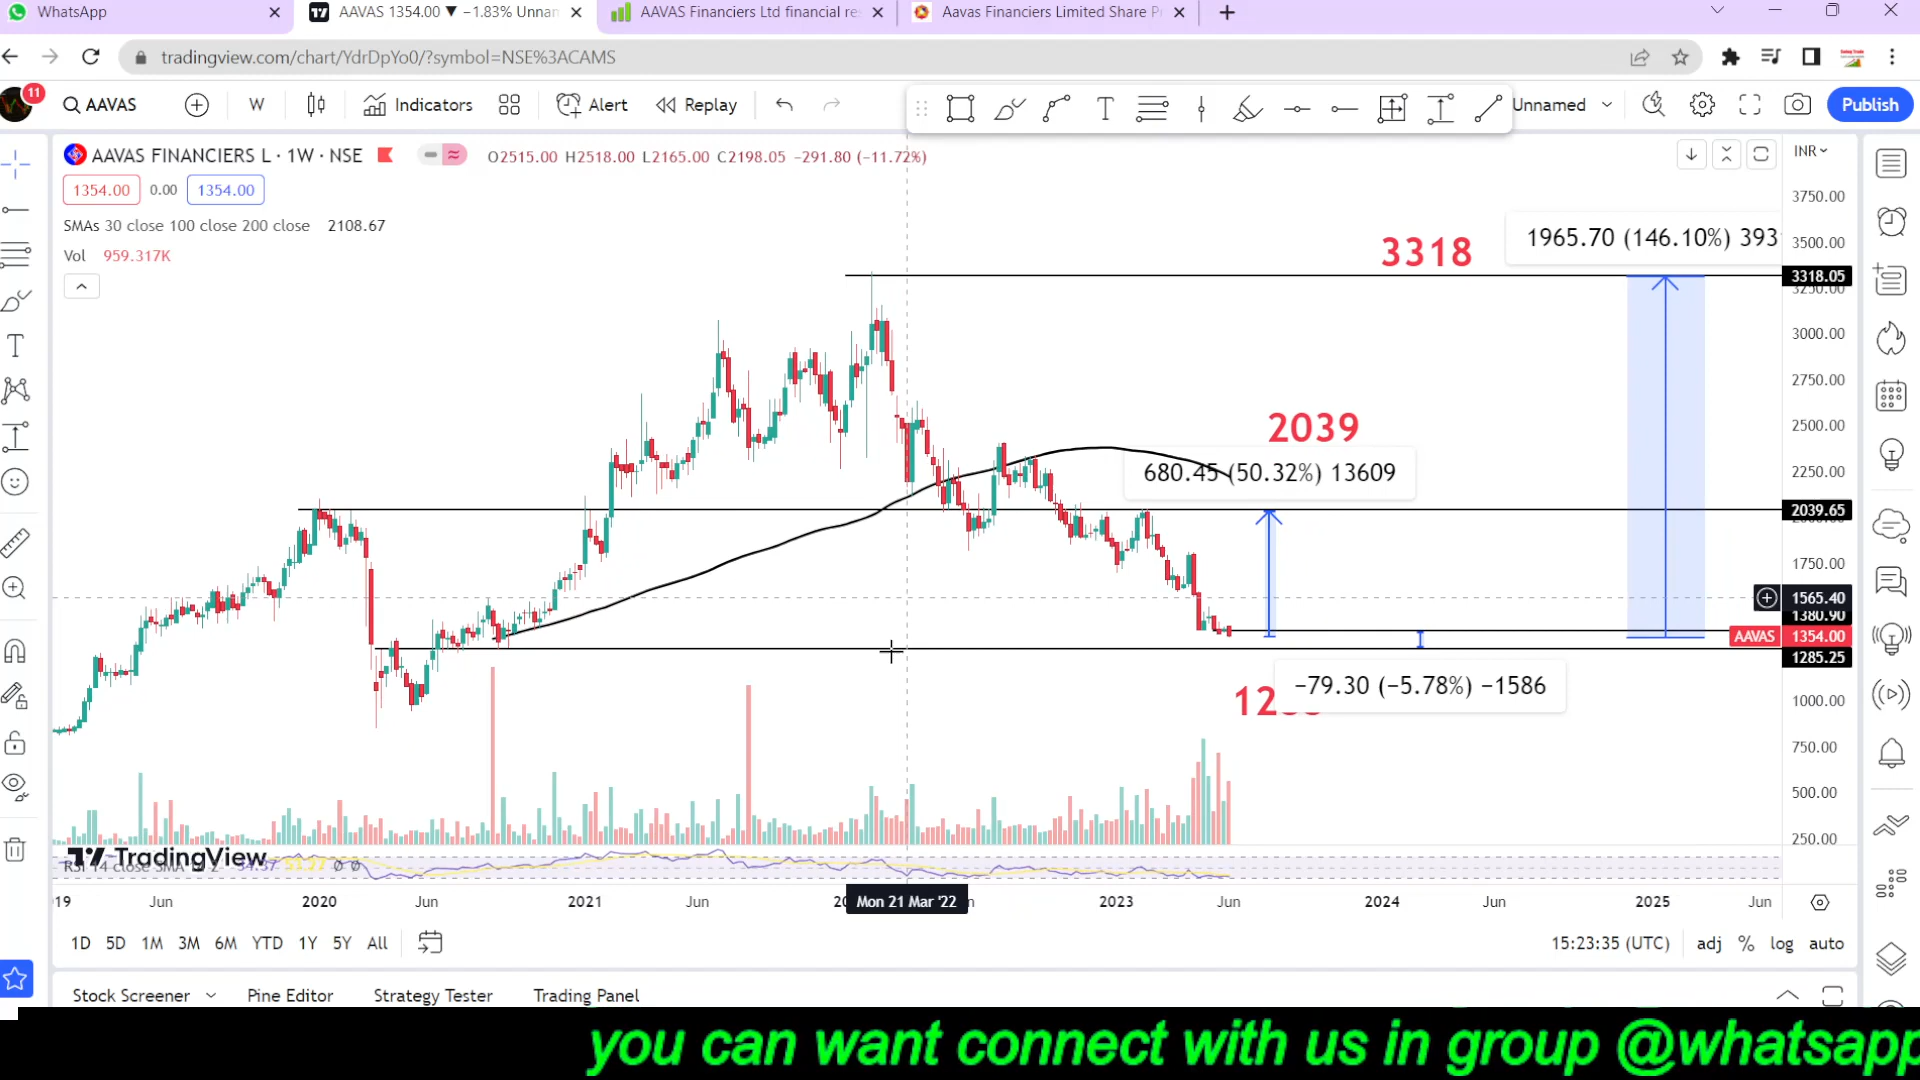 WhatsApp
AAVAS 1354.00 ▼ −1.83% Unnan
AAVAS Financiers Ltd financial re
Aavas Financiers Limited Share P
tradingview.com/chart/YdrDpYo0/?symbol=NSE%3ACAMS
11
AAVAS
W
Indicators
Alert
Replay
Unnamed
Publish
AAVAS FINANCIERS L · 1W · NSE
O2515.00 H2518.00 L2165.00 C2198.05 −291.80 (−11.72%)
INR
1354.00 0.00 1354.00
SMAs 30 close 100 close 200 close 2108.67
Vol 959.317K
3750.00
3500.00
3318
1965.70 (146.10%) 393
3318.05
3250.00
3000.00
2750.00
2500.00
2039
680.45 (50.32%) 13609
2250.00
2039.65
1750.00
1565.40
1380.90
AAVAS 1354.00
1285.25
−79.30 (−5.78%) −1586
1000.00
750.00
500.00
250.00
TradingView
RSI 14 close SMA
19 Jun 2020 Jun 2021 Jun Mon 21 Mar '22 2023 Jun 2024 Jun 2025 Jun
1D 5D 1M 3M 6M YTD 1Y 5Y All
15:23:35 (UTC) adj % log auto
Stock Screener Pine Editor Strategy Tester Trading Panel
you can want connect with us in group @whatsapp